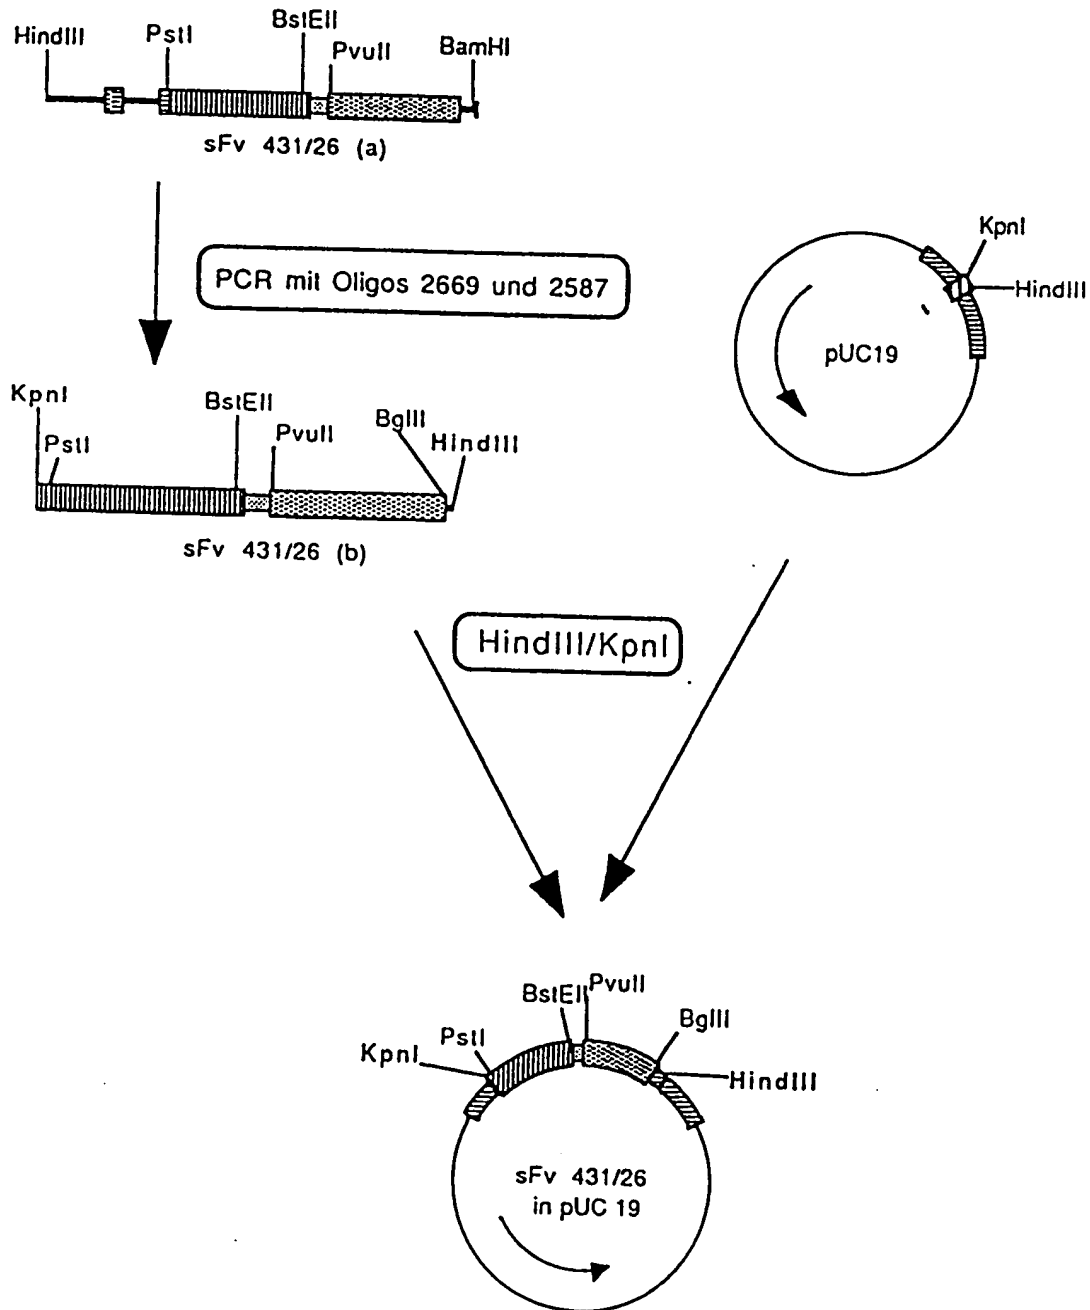 HindIII
PstI
BstEII
PvuII
BamHI
sFv 431/26 (a)
PCR mit Oligos 2669 und 2587
KpnI
HindIII
pUC19
KpnI
PstI
BstEII
PvuII
BglII
HindIII
sFv 431/26 (b)
HindIII/KpnI
KpnI
PstI
BstEII
PvuII
BglII
HindIII
sFv 431/26
in pUC 19